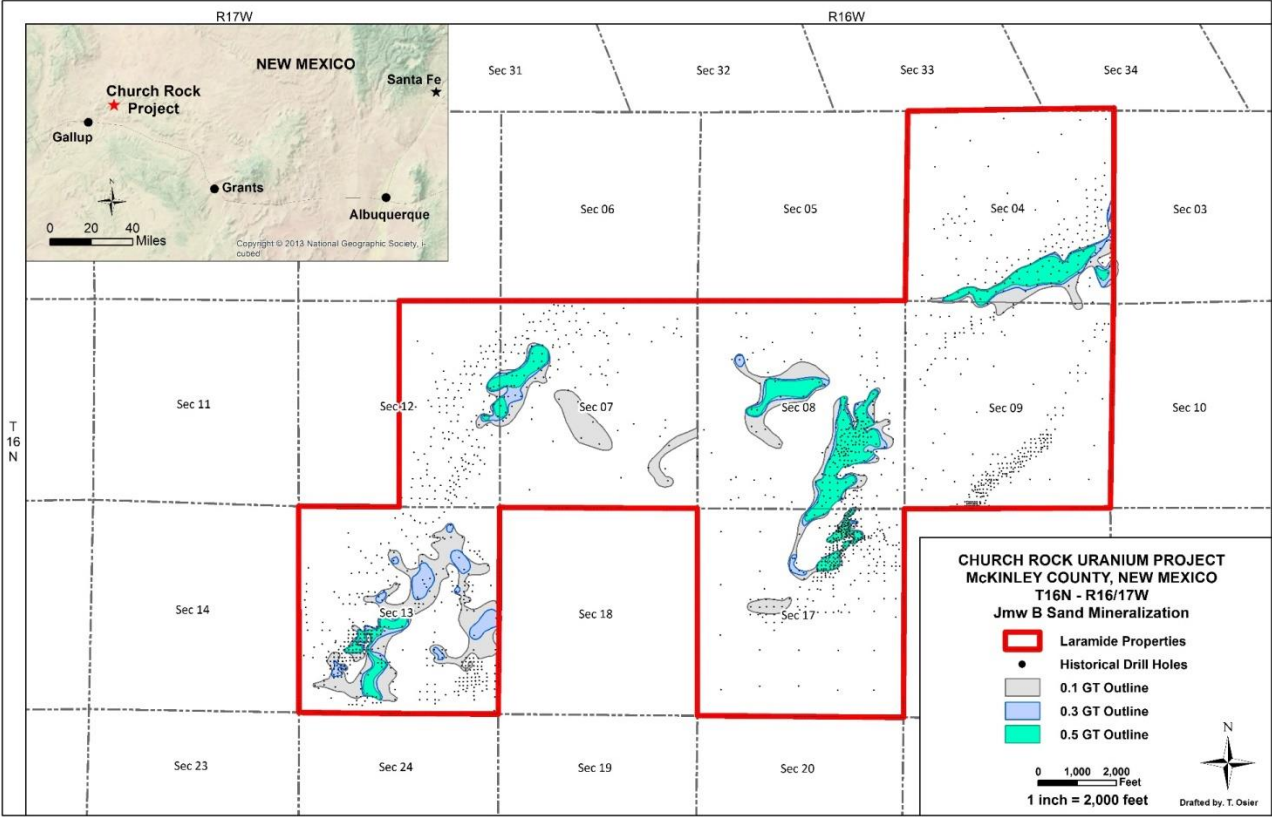 R17W
R16W
NEW MEXICO
Santa Fe
Church Rock
Project
Gallup
Grants
Albuquerque
N
0 20 40
Miles
Copyright © 2013 National Geographic Society, i-
cubed
Sec 31
Sec 32
Sec 33
Sec 34
Sec 06
Sec 05
Sec 04
Sec 03
T
16
N
Sec 11
Sec 12
Sec 07
Sec 08
Sec 09
Sec 10
Sec 14
Sec 13
Sec 18
Sec 17
Sec 23
Sec 24
Sec 19
Sec 20
CHURCH ROCK URANIUM PROJECT
McKINLEY COUNTY, NEW MEXICO
T16N - R16/17W
Jmw B Sand Mineralization
Laramide Properties
Historical Drill Holes
0.1 GT Outline
0.3 GT Outline
0.5 GT Outline
N
0 1,000 2,000
Feet
1 inch = 2,000 feet
Drafted by. T. Osier